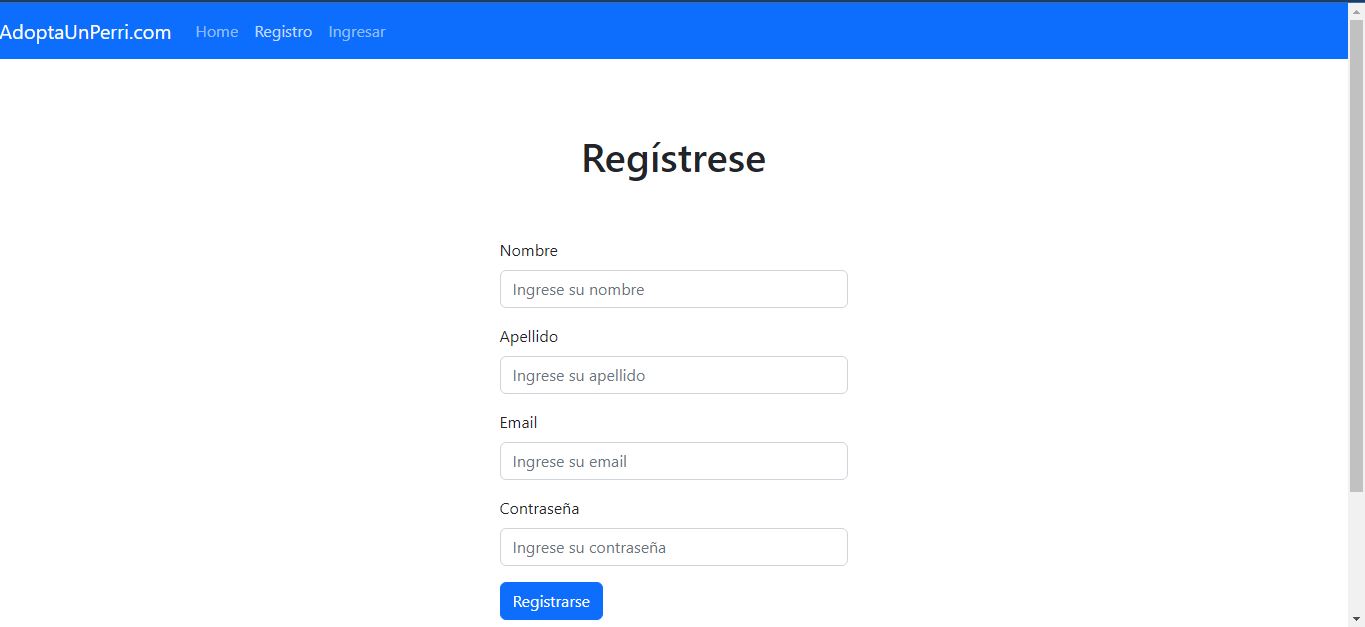 AdoptaUnPerri.com Home Registro Ingresar
Regístrese
Nombre
Ingrese su nombre
Apellido
Ingrese su apellido
Email
Ingrese su email
Contraseña
Ingrese su contraseña
Registrarse